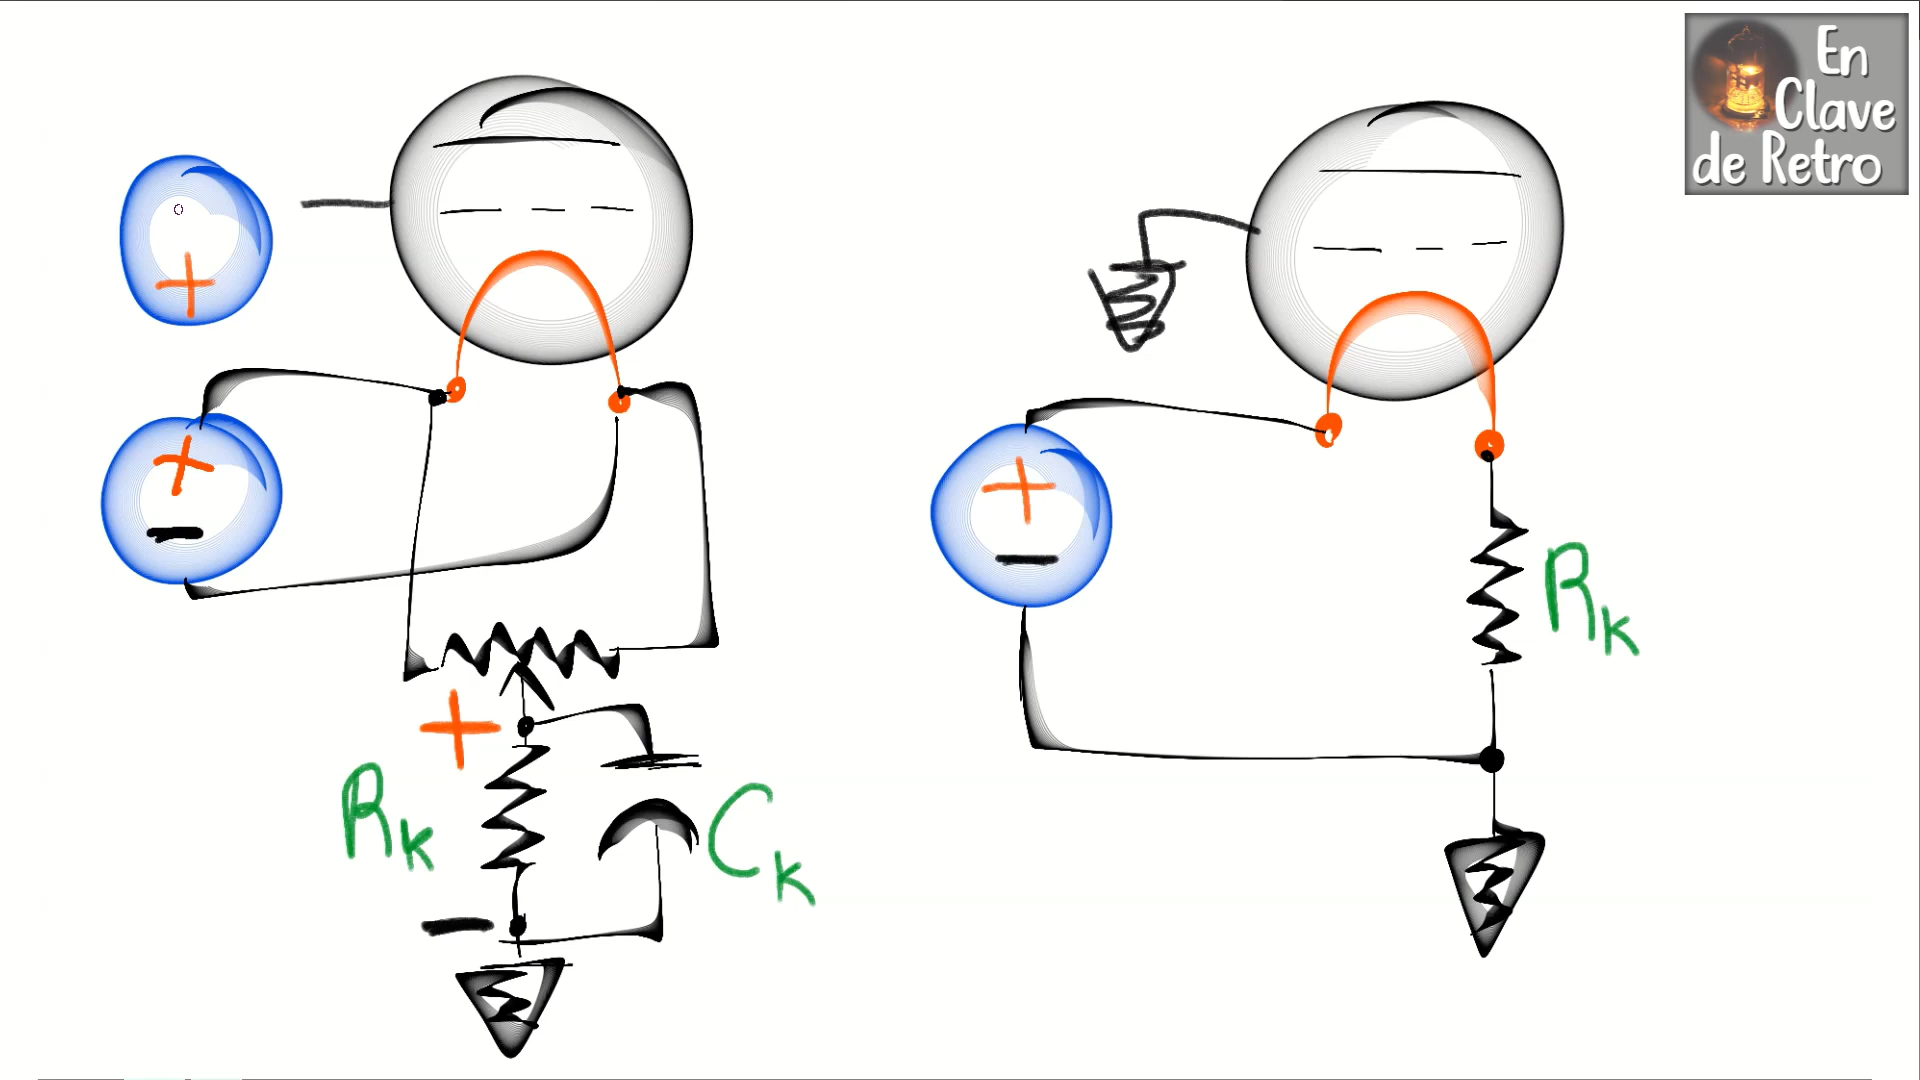 En
Clave
de Retro
+
+
−
+
−
+
Rk
Ck
−
Rk